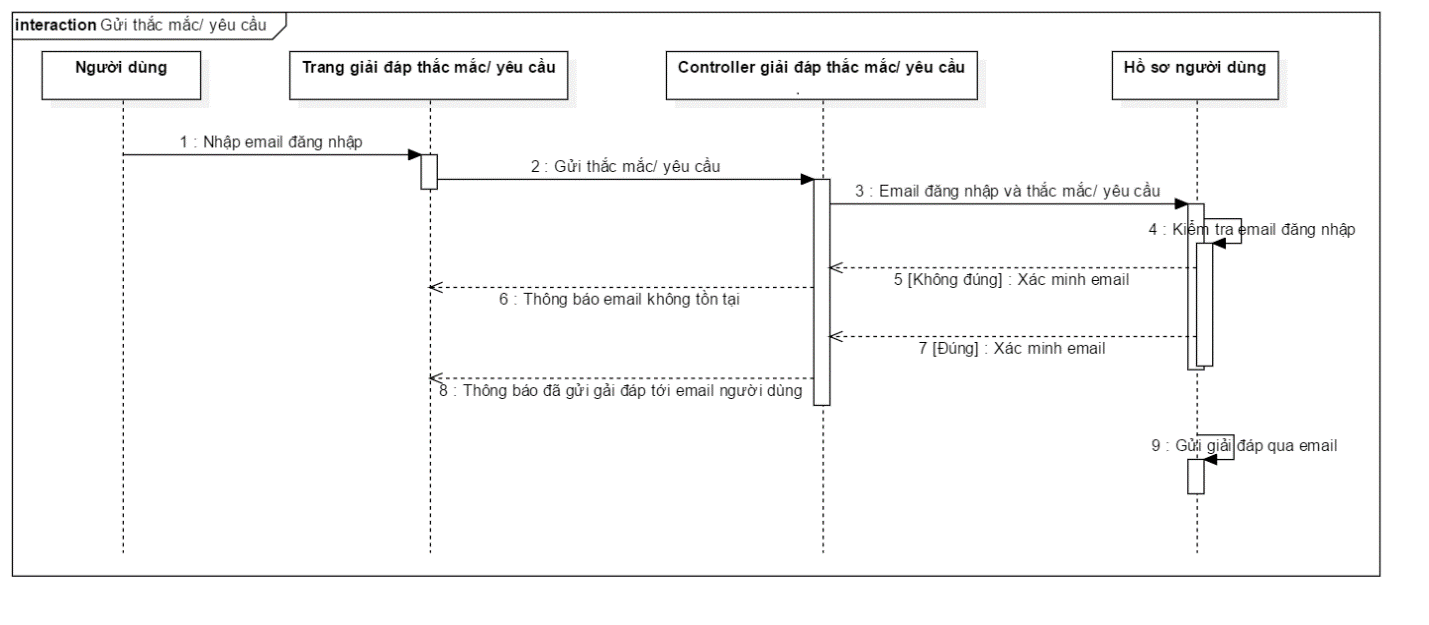 interaction Gửi thắc mắc/ yêu cầu
Người dùng
Trang giải đáp thắc mắc/ yêu cầu
Controller giải đáp thắc mắc/ yêu cầu
.
Hồ sơ người dùng
1 : Nhập email đăng nhập
2 : Gửi thắc mắc/ yêu cầu
3 : Email đăng nhập và thắc mắc/ yêu cầu
4 : Kiểm tra email đăng nhập
5 [Không đúng] : Xác minh email
6 : Thông báo email không tồn tại
7 [Đúng] : Xác minh email
8 : Thông báo đã gửi gải đáp tới email người dùng
9 : Gửi giải đáp qua email